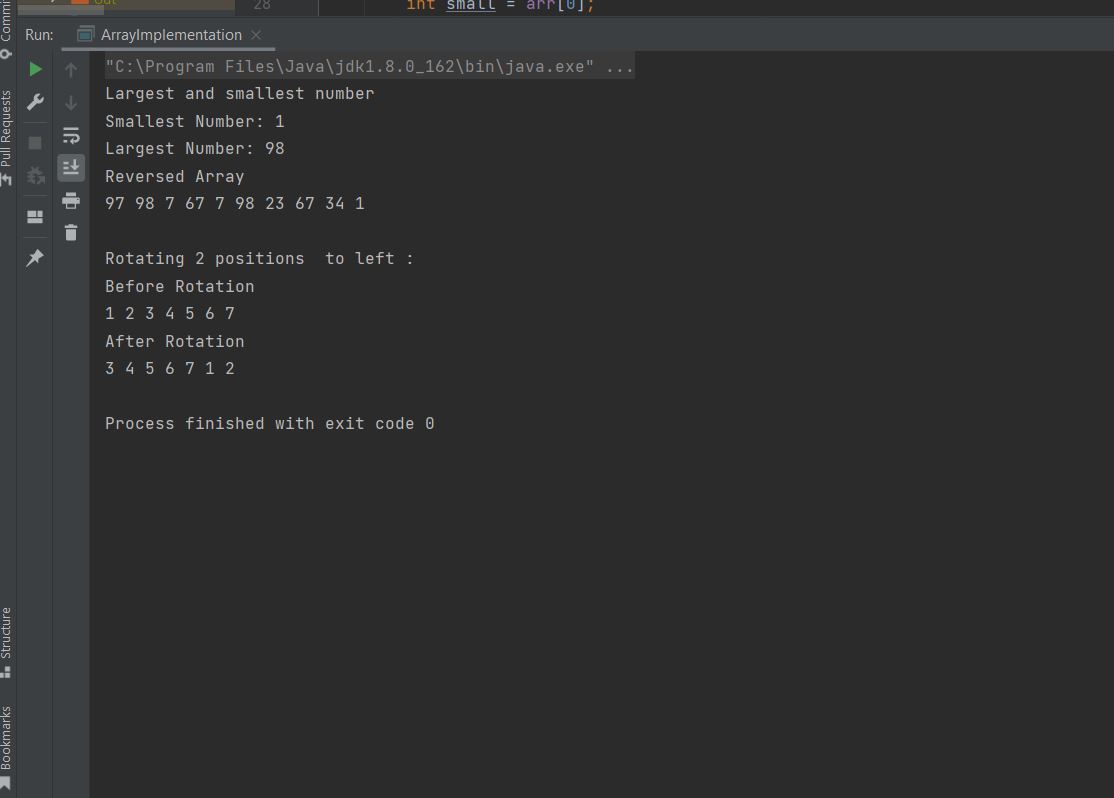 out
28
int small = arr[0];
Run:
ArrayImplementation
"C:\Program Files\Java\jdk1.8.0_162\bin\java.exe" ...
Largest and smallest number
Smallest Number: 1
Largest Number: 98
Reversed Array
97 98 7 67 7 98 23 67 34 1
Rotating 2 positions  to left :
Before Rotation
1 2 3 4 5 6 7
After Rotation
3 4 5 6 7 1 2
Process finished with exit code 0
Pull Requests
Structure
Bookmarks